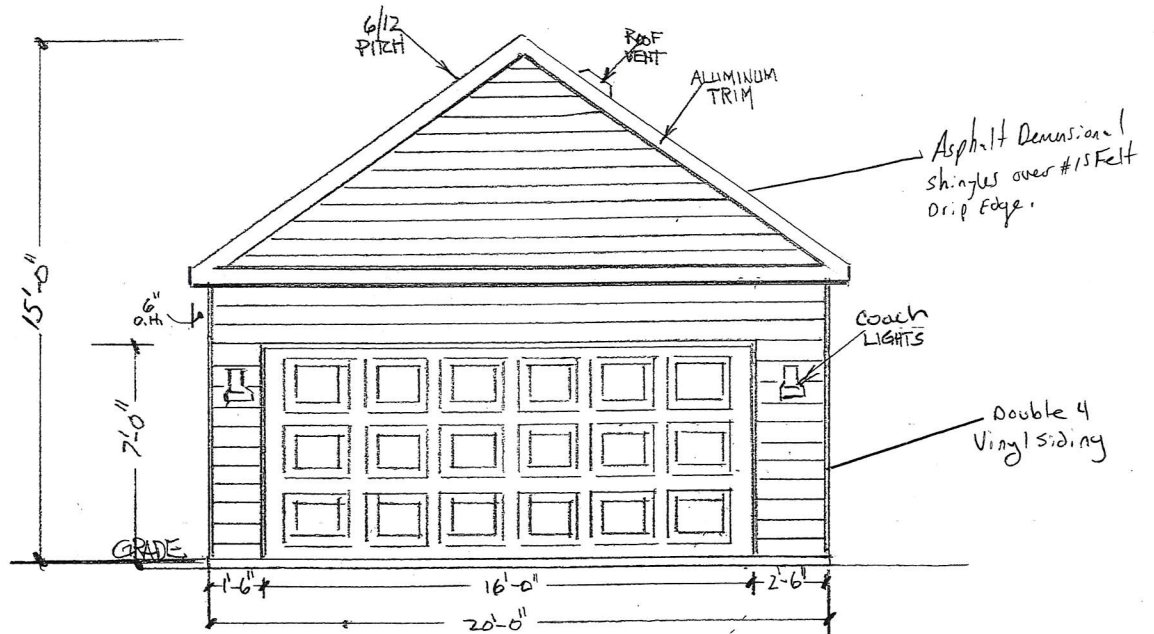 6/12
PITCH
ROOF
VENT
ALUMINUM
TRIM
Asphalt Demensional
shingles over #15 Felt
Drip Edge.
15'-0"
6"
O.H.
COACH
LIGHTS
7'-0"
Double 4
Vinyl Siding
GRADE
1'-6"
16'-0"
2'-6"
20'-0"